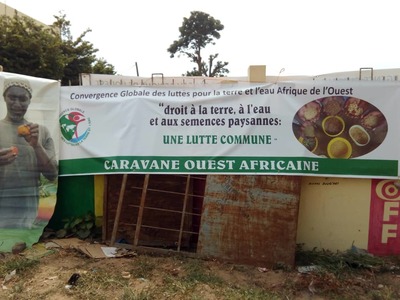 Convergence Globale des luttes pour la terre et l'eau Afrique de l'Ouest
"droit à la terre, à l'eau
et aux semences paysannes:
UNE LUTTE COMMUNE -
CARAVANE OUEST AFRICAINE
OFF